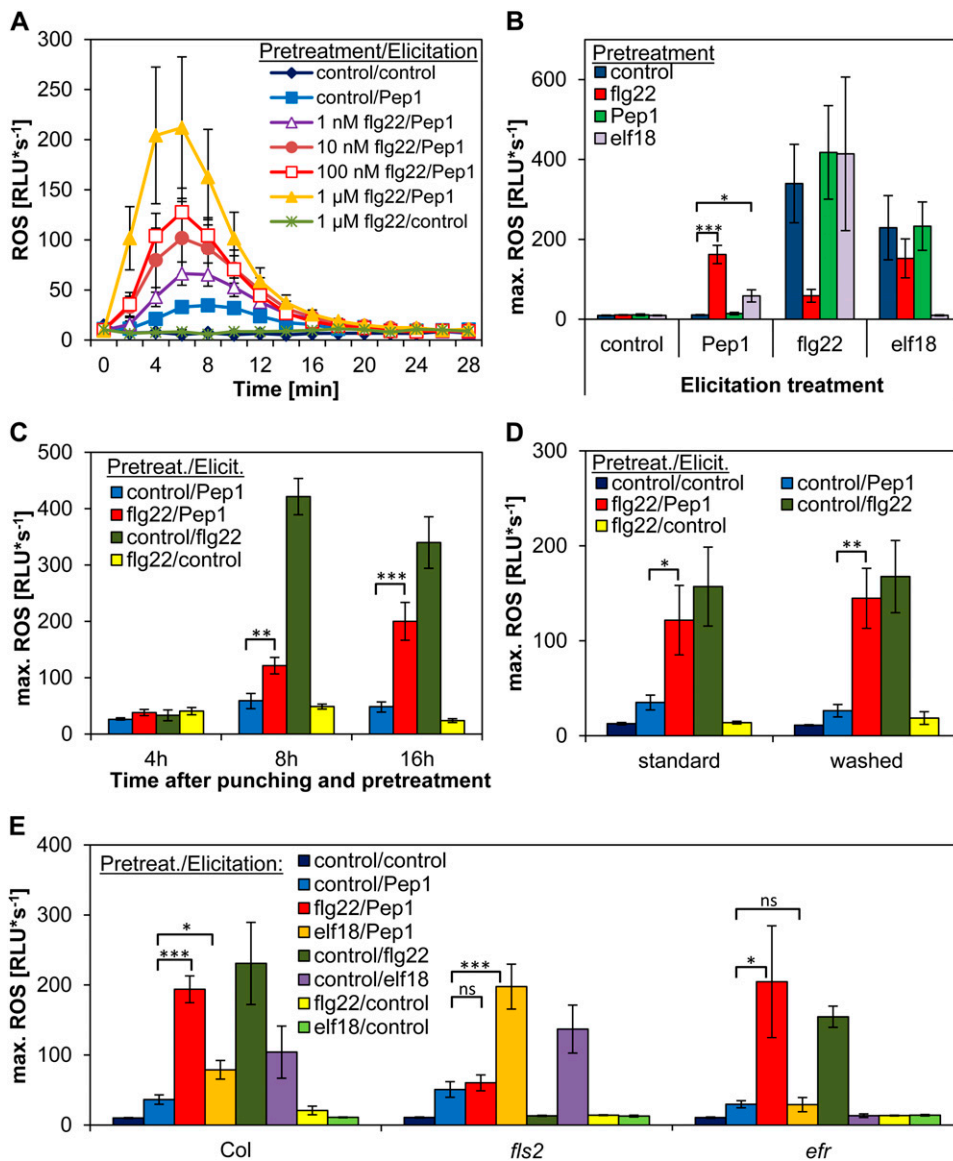 A
ROS [RLU*s-1]
300
250
200
150
100
50
0
Pretreatment/Elicitation
control/control
control/Pep1
1 nM flg22/Pep1
10 nM flg22/Pep1
100 nM flg22/Pep1
1 µM flg22/Pep1
1 µM flg22/control
0 4 8 12 16 20 24 28
Time [min]
B
max. ROS [RLU*s-1]
600
400
200
0
Pretreatment
control
flg22
Pep1
elf18
***
*
control Pep1 flg22 elf18
Elicitation treatment
C
max. ROS [RLU*s-1]
500
400
300
200
100
0
Pretreat./Elicit.
control/Pep1
flg22/Pep1
control/flg22
flg22/control
**
***
4h 8h 16h
Time after punching and pretreatment
D
max. ROS [RLU*s-1]
300
200
100
0
Pretreat./Elicit.
control/control control/Pep1
flg22/Pep1 control/flg22
flg22/control
*
**
standard washed
E
max. ROS [RLU*s-1]
400
300
200
100
0
Pretreat./Elicitation:
control/control
control/Pep1
flg22/Pep1
elf18/Pep1
control/flg22
control/elf18
flg22/control
elf18/control
*
***
***
ns
ns
*
Col fls2 efr